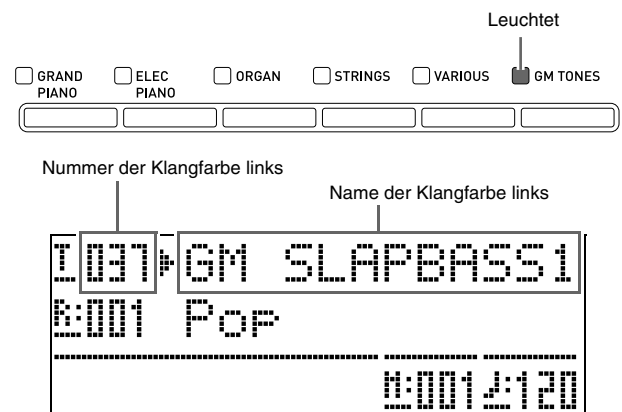 Leuchtet
GRAND PIANO ELEC PIANO ORGAN STRINGS VARIOUS GM TONES
Nummer der Klangfarbe links
Name der Klangfarbe links
T:037 GM SLAPBASS1
R:001 Pop
M:001 ♩:120